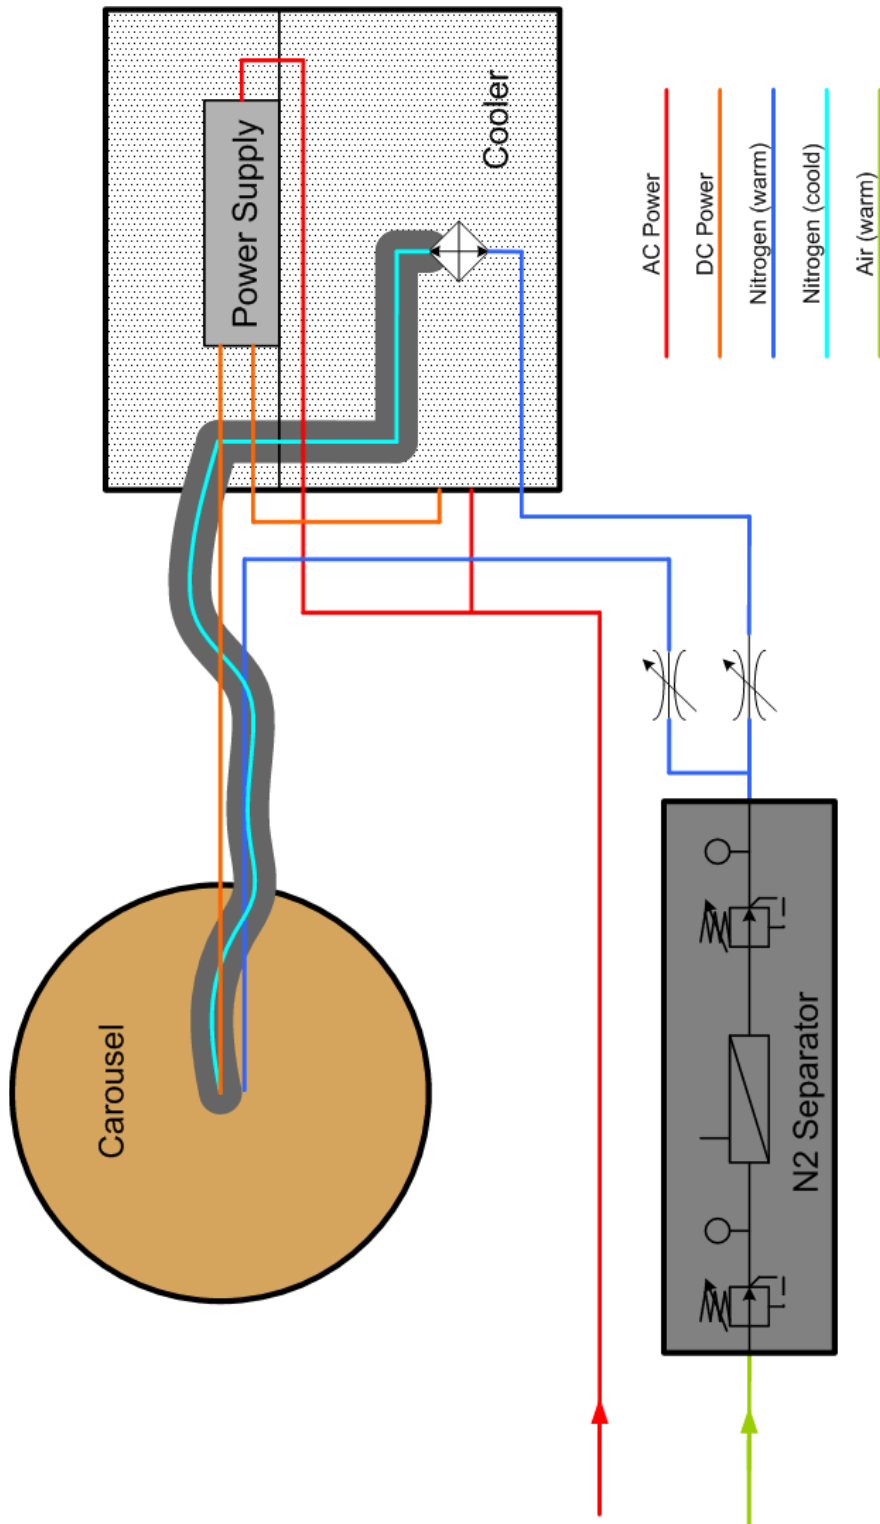 Power Supply
Cooler
AC Power
DC Power
Nitrogen (warm)
Nitrogen (coold)
Air (warm)
Carousel
N2 Separator